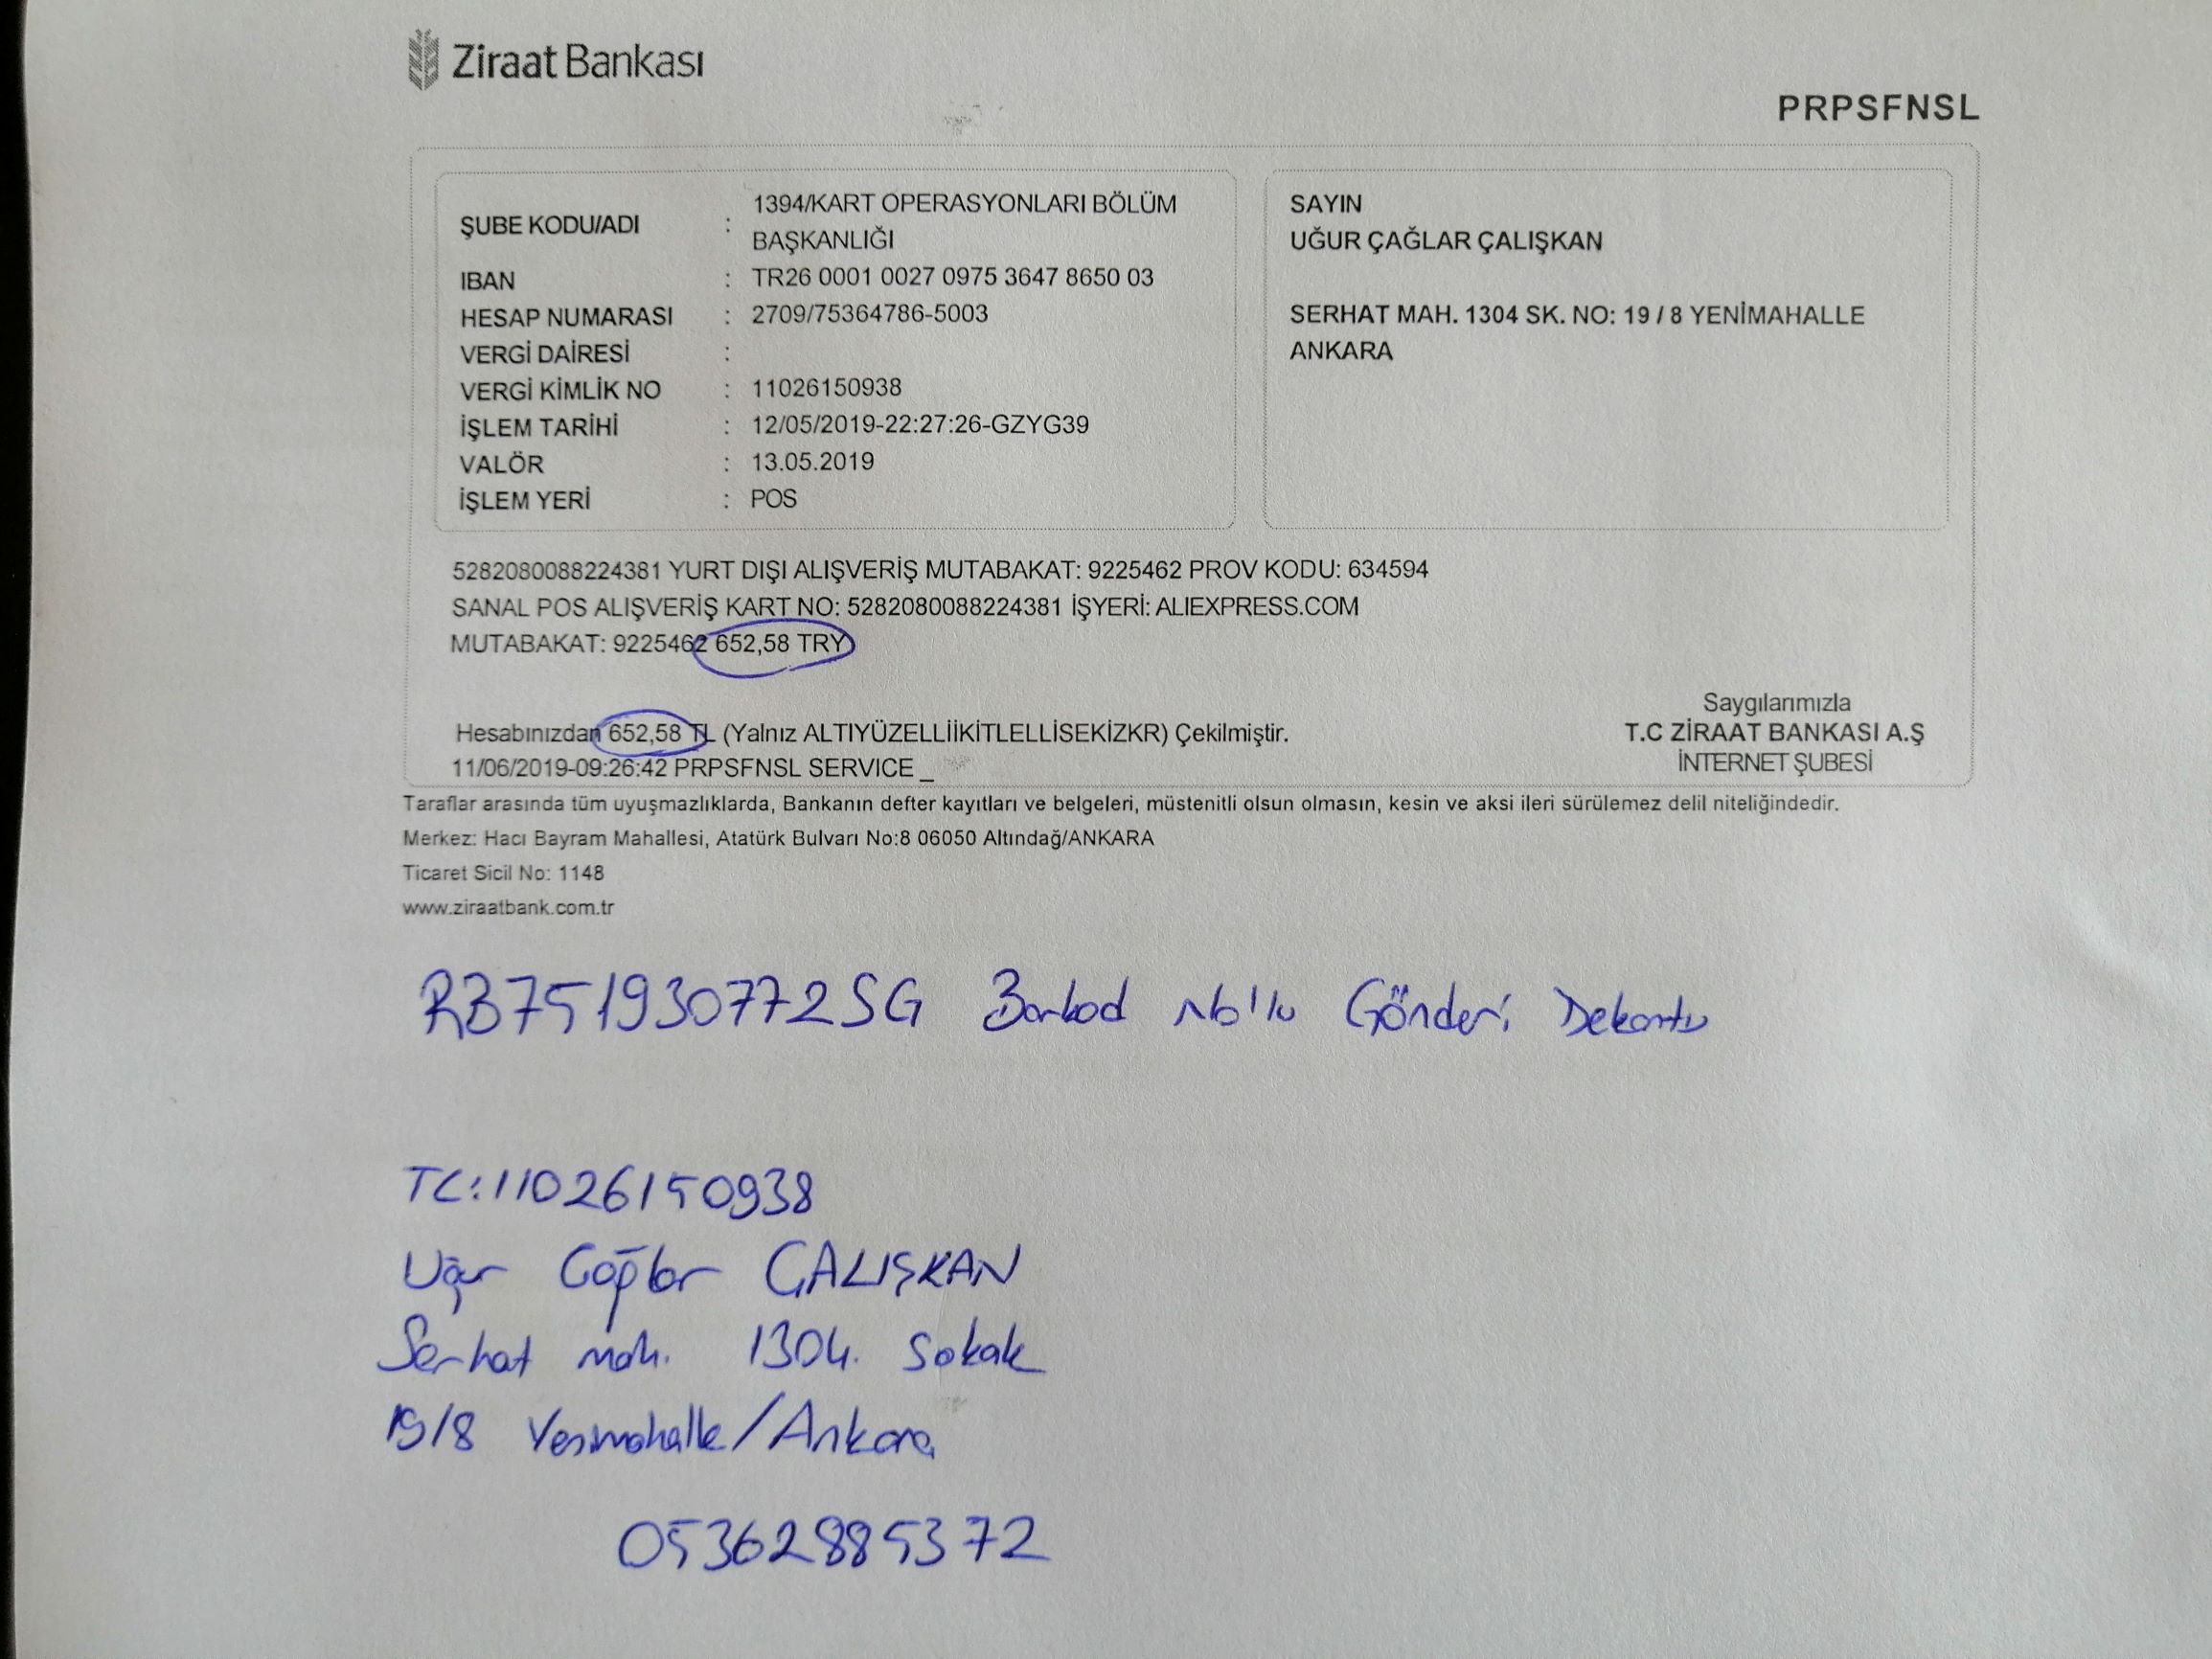 Ziraat Bankası
PRPSFNSL
ŞUBE KODU/ADI : 1394/KART OPERASYONLARI BÖLÜM BAŞKANLIĞI
IBAN : TR26 0001 0027 0975 3647 8650 03
HESAP NUMARASI : 2709/75364786-5003
VERGİ DAİRESİ :
VERGİ KİMLİK NO : 11026150938
İŞLEM TARİHİ : 12/05/2019-22:27:26-GZYG39
VALÖR : 13.05.2019
İŞLEM YERİ : POS
SAYIN
UĞUR ÇAĞLAR ÇALIŞKAN
SERHAT MAH. 1304 SK. NO: 19 / 8 YENİMAHALLE
ANKARA
5282080088224381 YURT DIŞI ALIŞVERİŞ MUTABAKAT: 9225462 PROV KODU: 634594
SANAL POS ALIŞVERİŞ KART NO: 5282080088224381 İŞYERİ: ALIEXPRESS.COM
MUTABAKAT: 9225462 652,58 TRY
Hesabınızdan 652,58 TL (Yalnız ALTIYÜZELLİİKİTLELLİSEKİZKR) Çekilmiştir.
11/06/2019-09:26:42 PRPSFNSL SERVICE _
Saygılarımızla
T.C ZİRAAT BANKASI A.Ş
İNTERNET ŞUBESİ
Taraflar arasında tüm uyuşmazlıklarda, Bankanın defter kayıtları ve belgeleri, müstenitli olsun olmasın, kesin ve aksi ileri sürülemez delil niteliğindedir.
Merkez: Hacı Bayram Mahallesi, Atatürk Bulvarı No:8 06050 Altındağ/ANKARA
Ticaret Sicil No: 1148
www.ziraatbank.com.tr
RB751930772SG Barkod No'lu Gönderi Dekontu
TC:11026150938
Uğur Çağlar ÇALIŞKAN
Serhat mah. 1304. Sokak
19/8 Yenimahalle/Ankara
05362885372